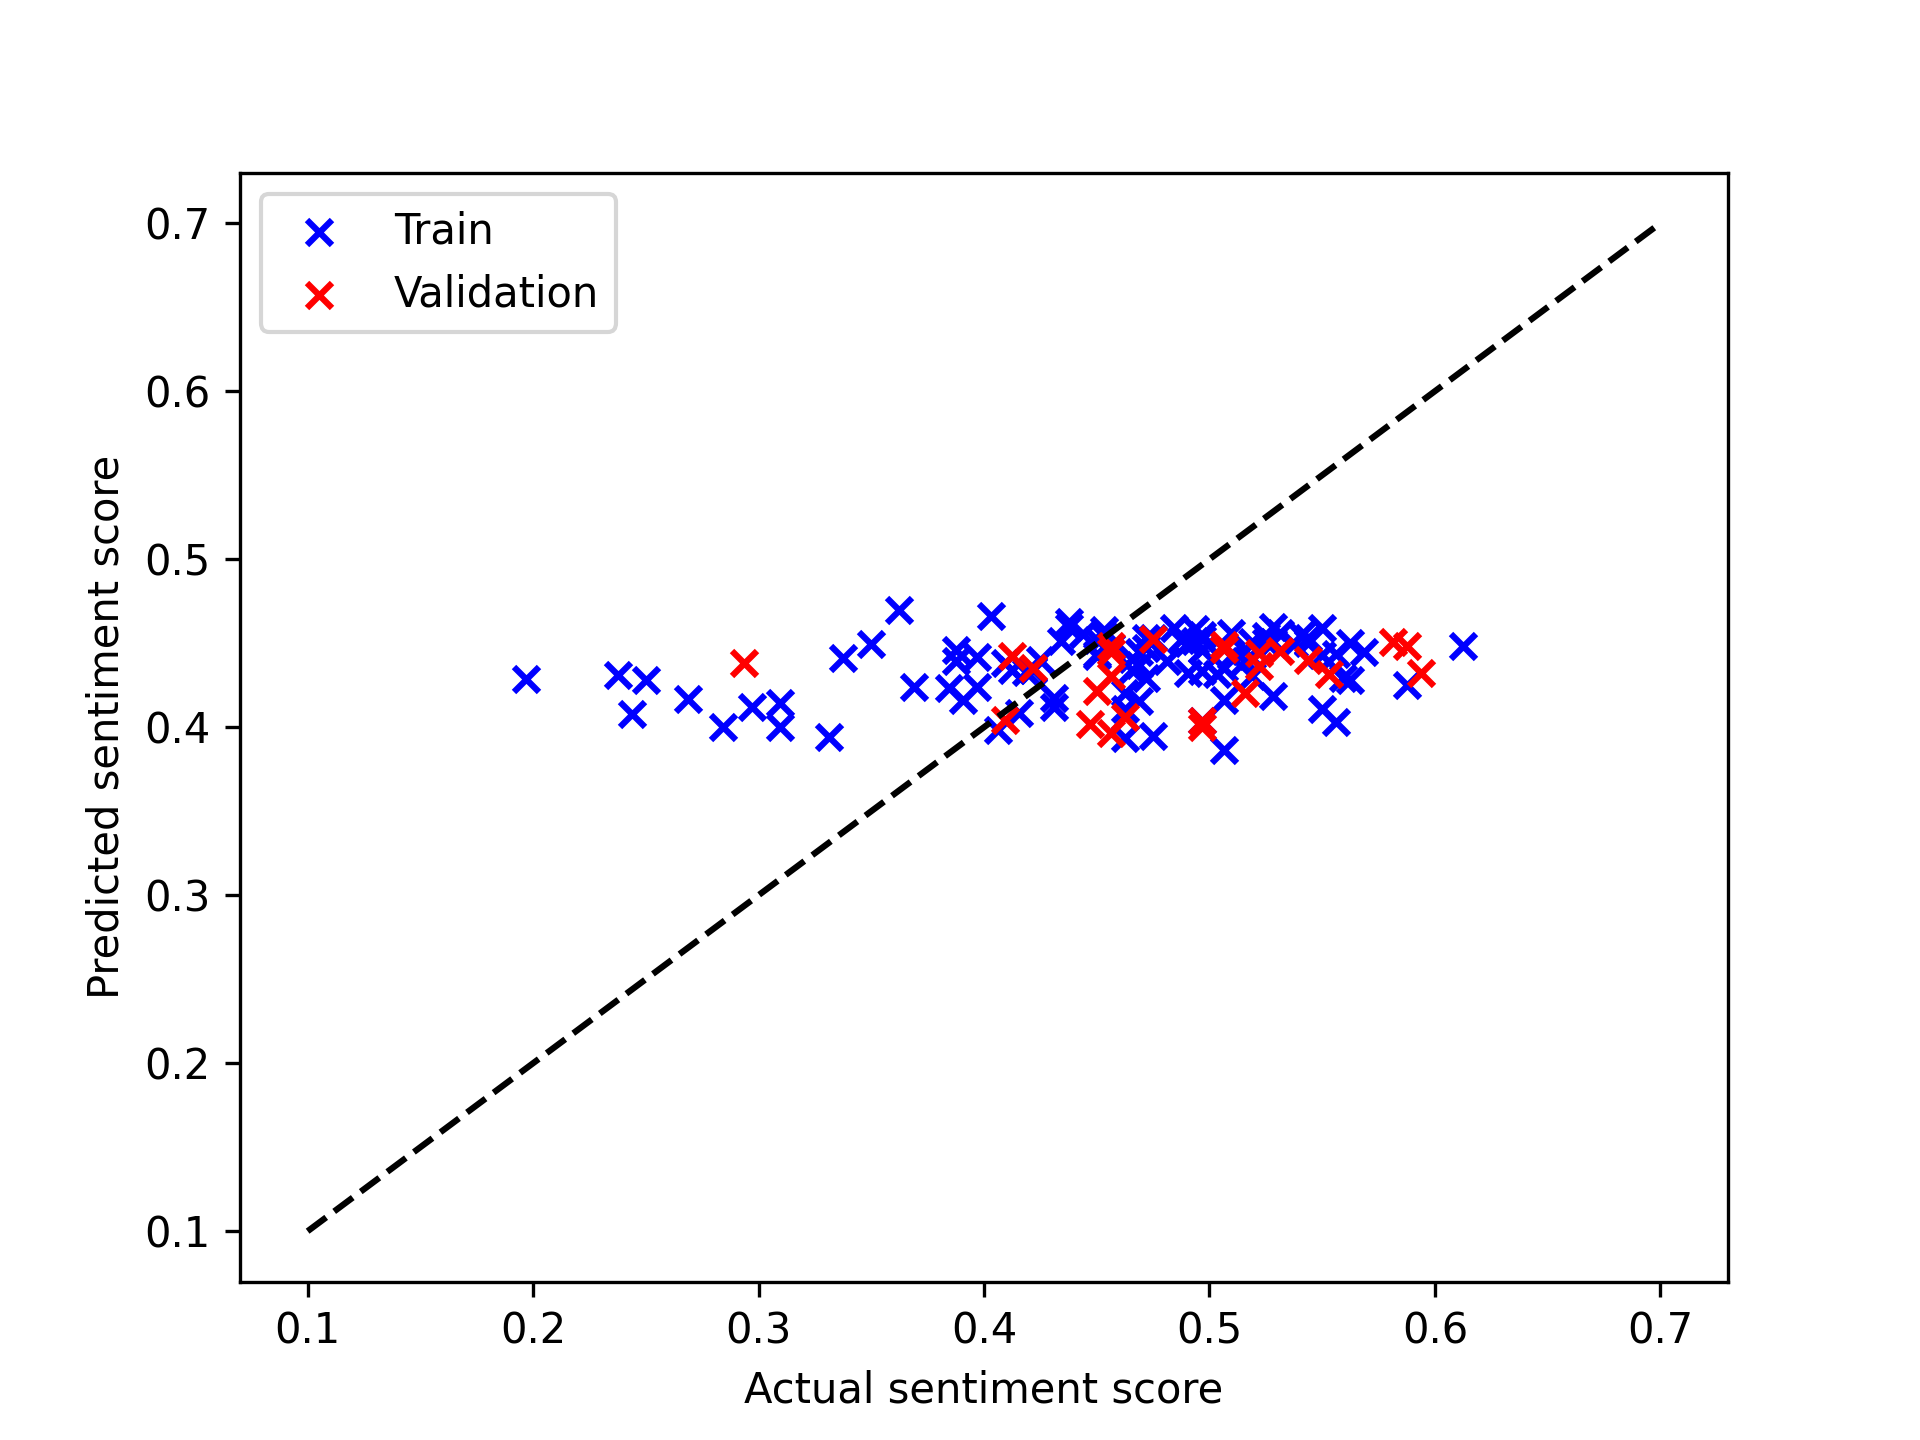 Train
Validation
0.7
0.6
0.5
0.4
0.3
0.2
0.1
Predicted sentiment score
0.1 0.2 0.3 0.4 0.5 0.6 0.7
Actual sentiment score